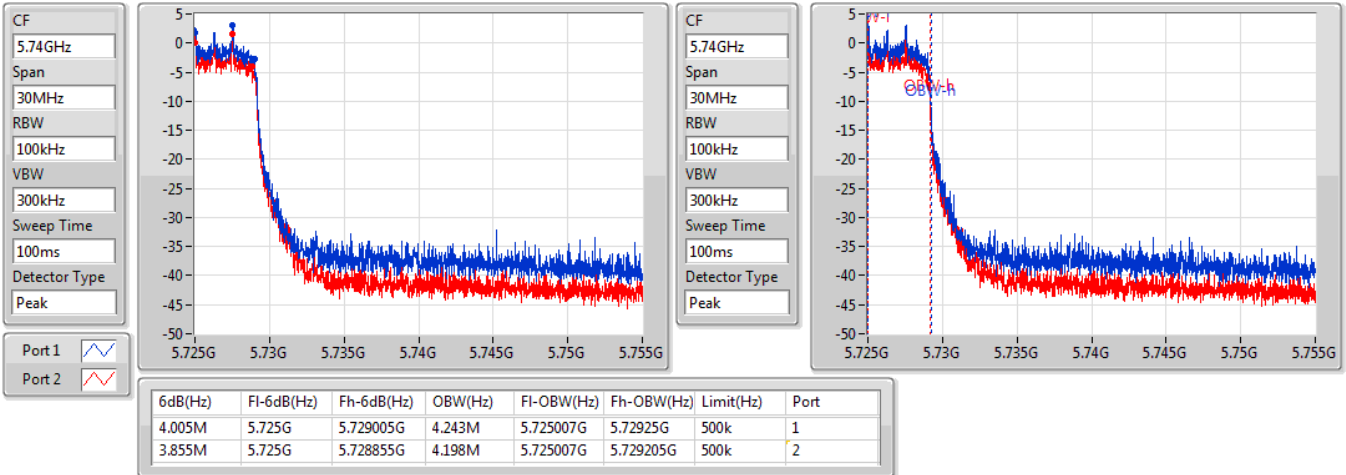 CF
5.74GHz
Span
30MHz
RBW
100kHz
VBW
300kHz
Sweep Time
100ms
Detector Type
Peak
Port 1
Port 2
5
0
-5
-10
-15
-20
-25
-30
-35
-40
-45
-50
5.725G 5.73G 5.735G 5.74G 5.745G 5.75G 5.755G
CF
5.74GHz
Span
30MHz
RBW
100kHz
VBW
300kHz
Sweep Time
100ms
Detector Type
Peak
5
0
-5
-10
-15
-20
-25
-30
-35
-40
-45
-50
OBW-h
OBW-h
5.725G 5.73G 5.735G 5.74G 5.745G 5.75G 5.755G
6dB(Hz) Fl-6dB(Hz) Fh-6dB(Hz) OBW(Hz) Fl-OBW(Hz) Fh-OBW(Hz) Limit(Hz) Port
4.005M 5.725G 5.729005G 4.243M 5.725007G 5.72925G 500k 1
3.855M 5.725G 5.728855G 4.198M 5.725007G 5.729205G 500k 2